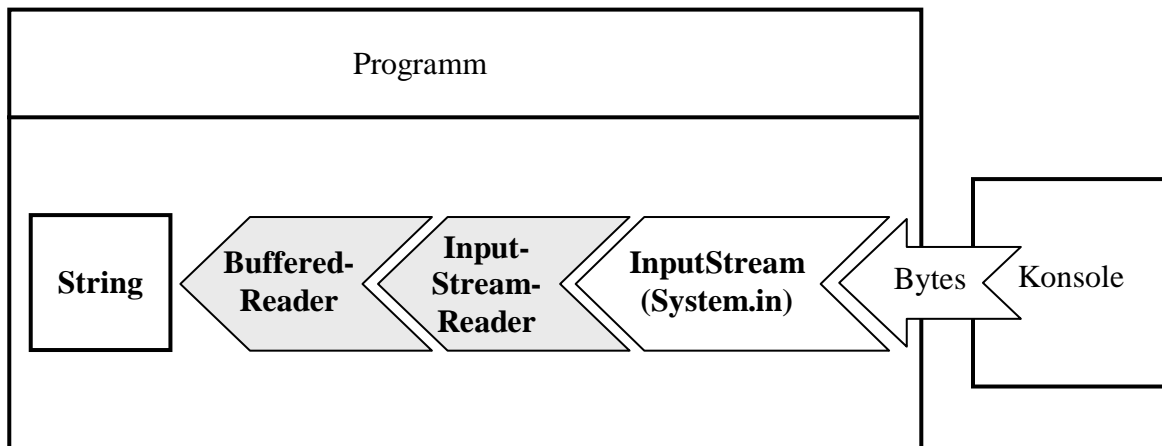 Programm
String
Buffered-
Reader
Input-
Stream-
Reader
InputStream
(System.in)
Bytes
Konsole